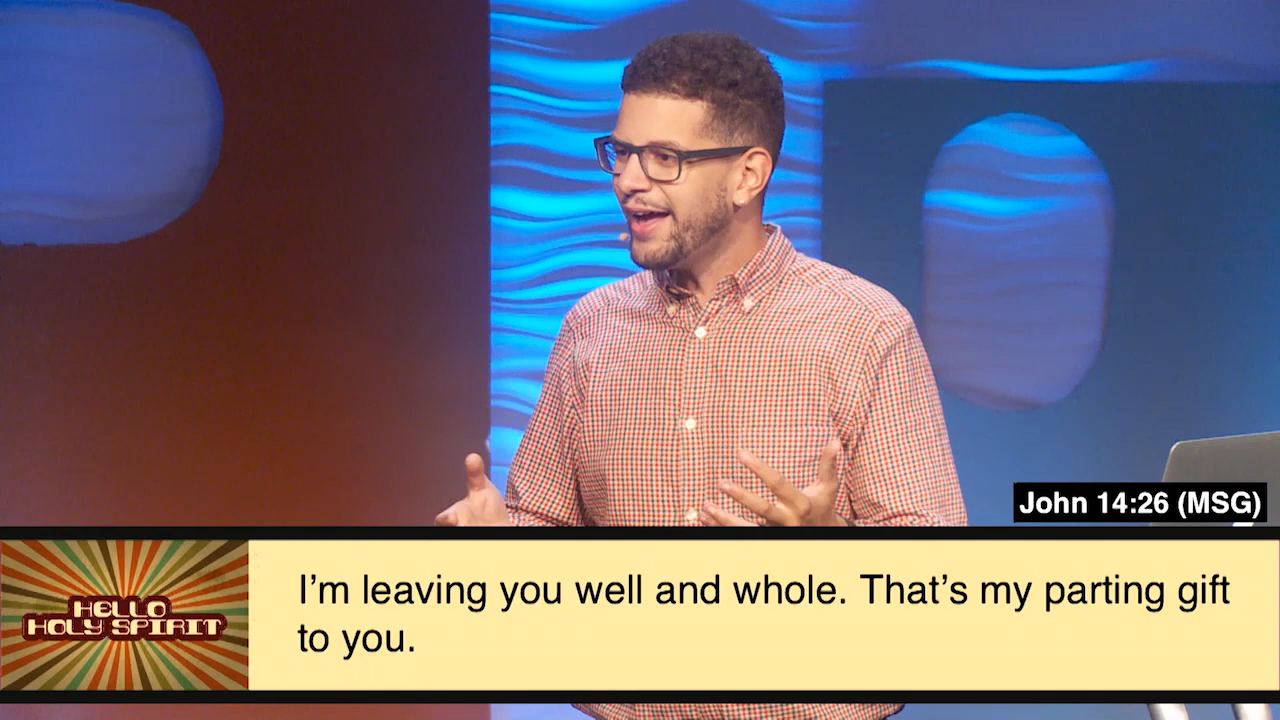 John 14:26 (MSG)
HELLO
HOLY SPIRIT
I’m leaving you well and whole. That’s my parting gift
to you.